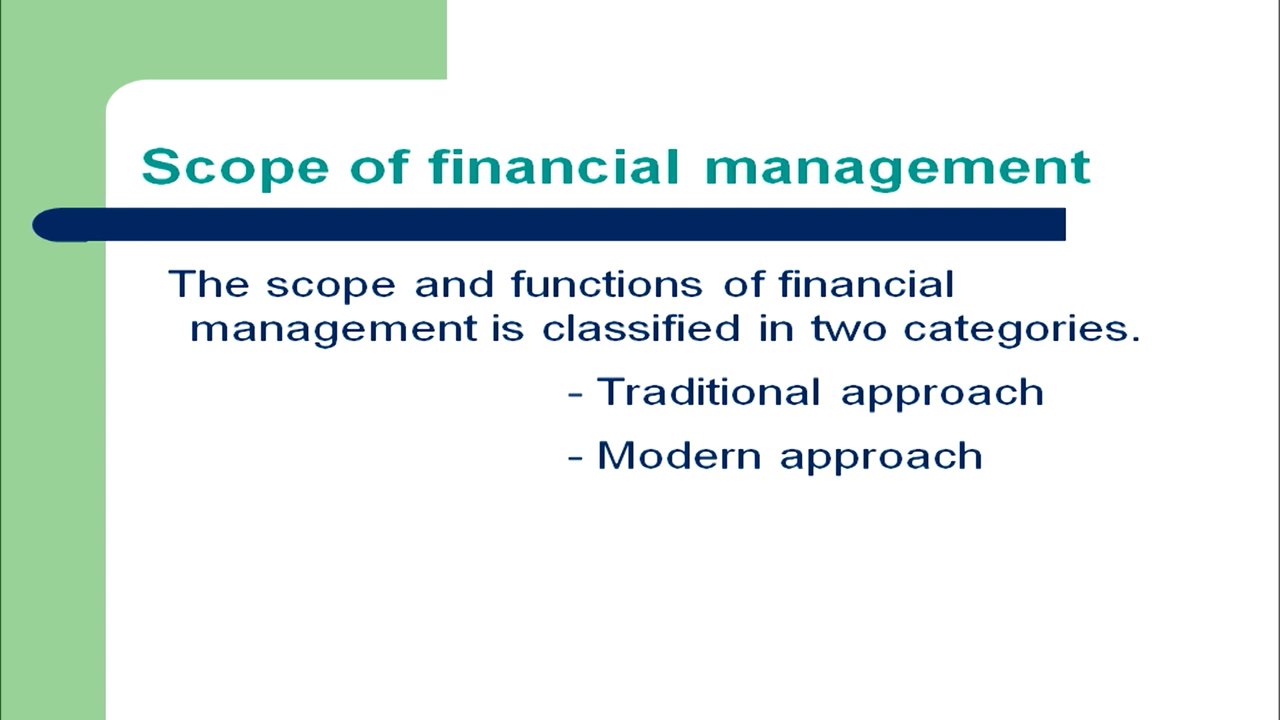 Scope of financial management
The scope and functions of financial
management is classified in two categories.
- Traditional approach
- Modern approach